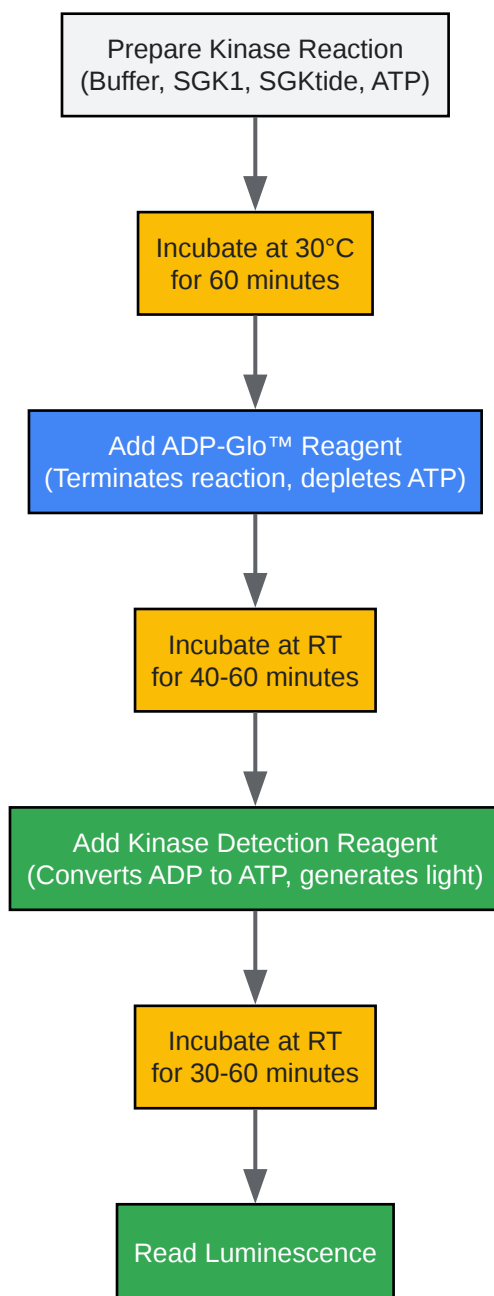 Prepare Kinase Reaction
(Buffer, SGK1, SGKtide, ATP)
Incubate at 30°C
for 60 minutes
Add ADP-Glo™ Reagent
(Terminates reaction, depletes ATP)
Incubate at RT
for 40-60 minutes
Add Kinase Detection Reagent
(Converts ADP to ATP, generates light)
Incubate at RT
for 30-60 minutes
Read Luminescence